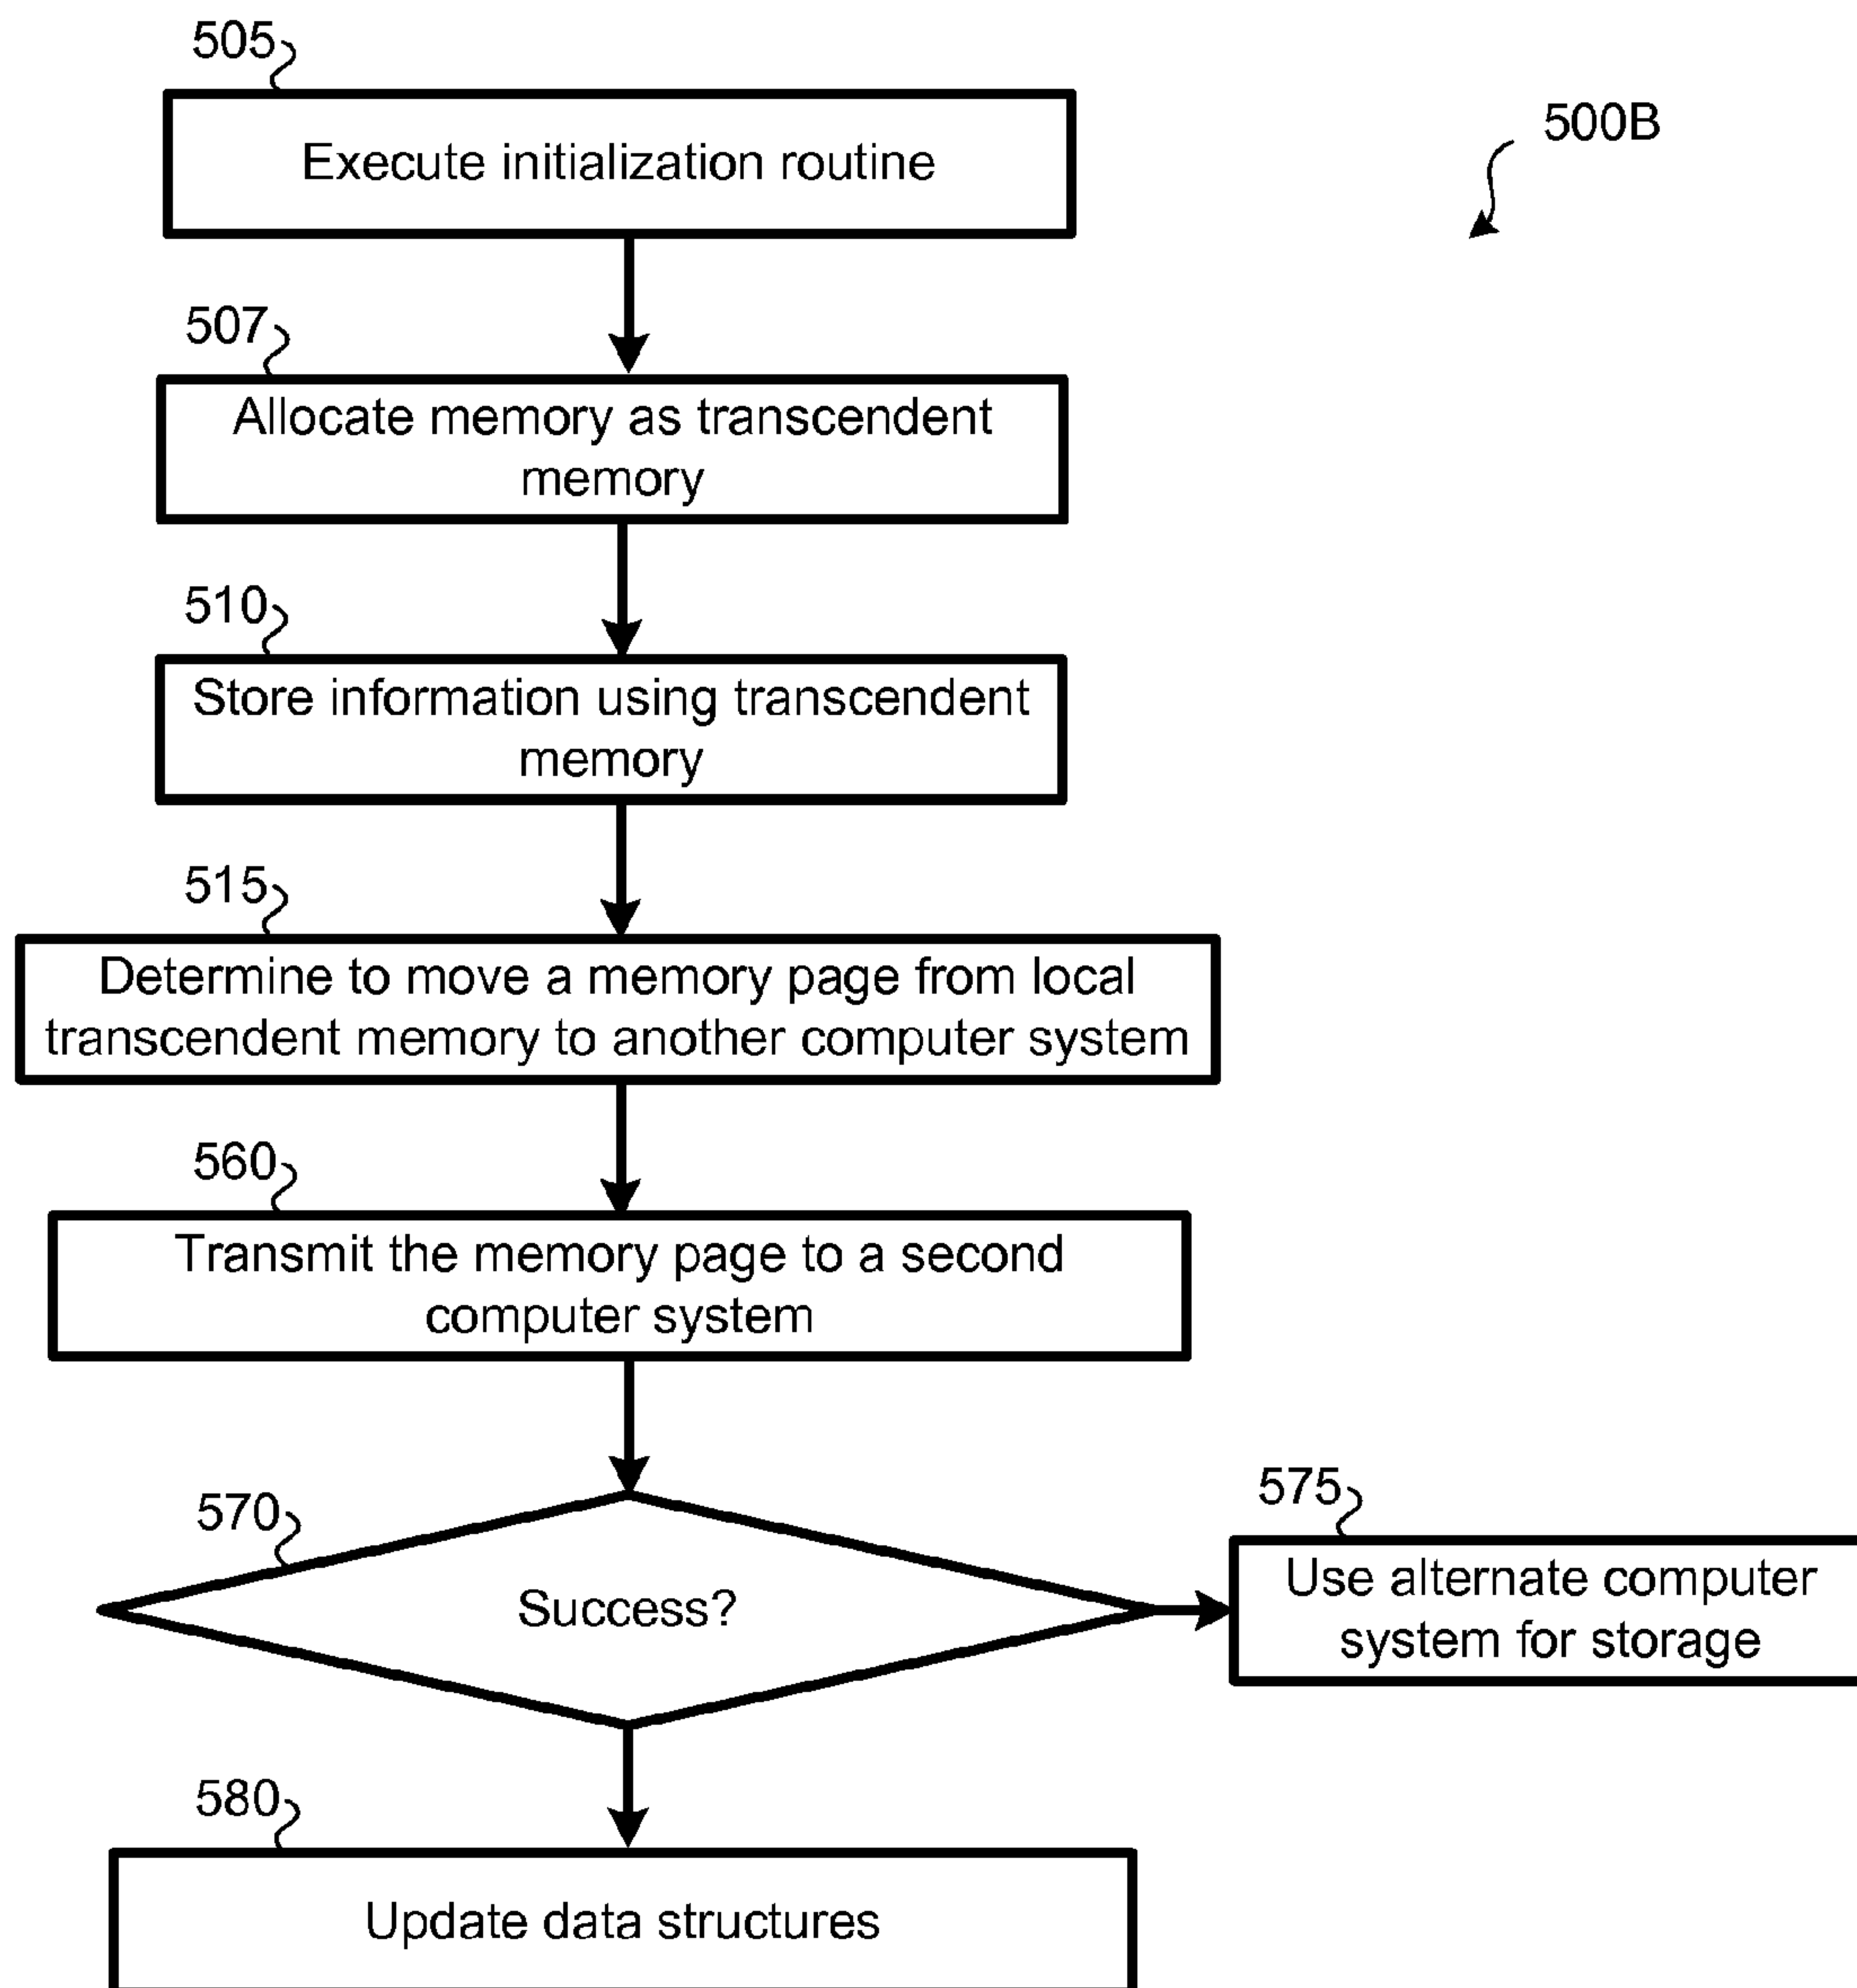 505
500B
Execute initialization routine
507
Allocate memory as transcendent
memory
510
Store information using transcendent
memory
515
Determine to move a memory page from local
transcendent memory to another computer system
560
Transmit the memory page to a second
computer system
570
Success?
575
Use alternate computer
system for storage
580
Update data structures